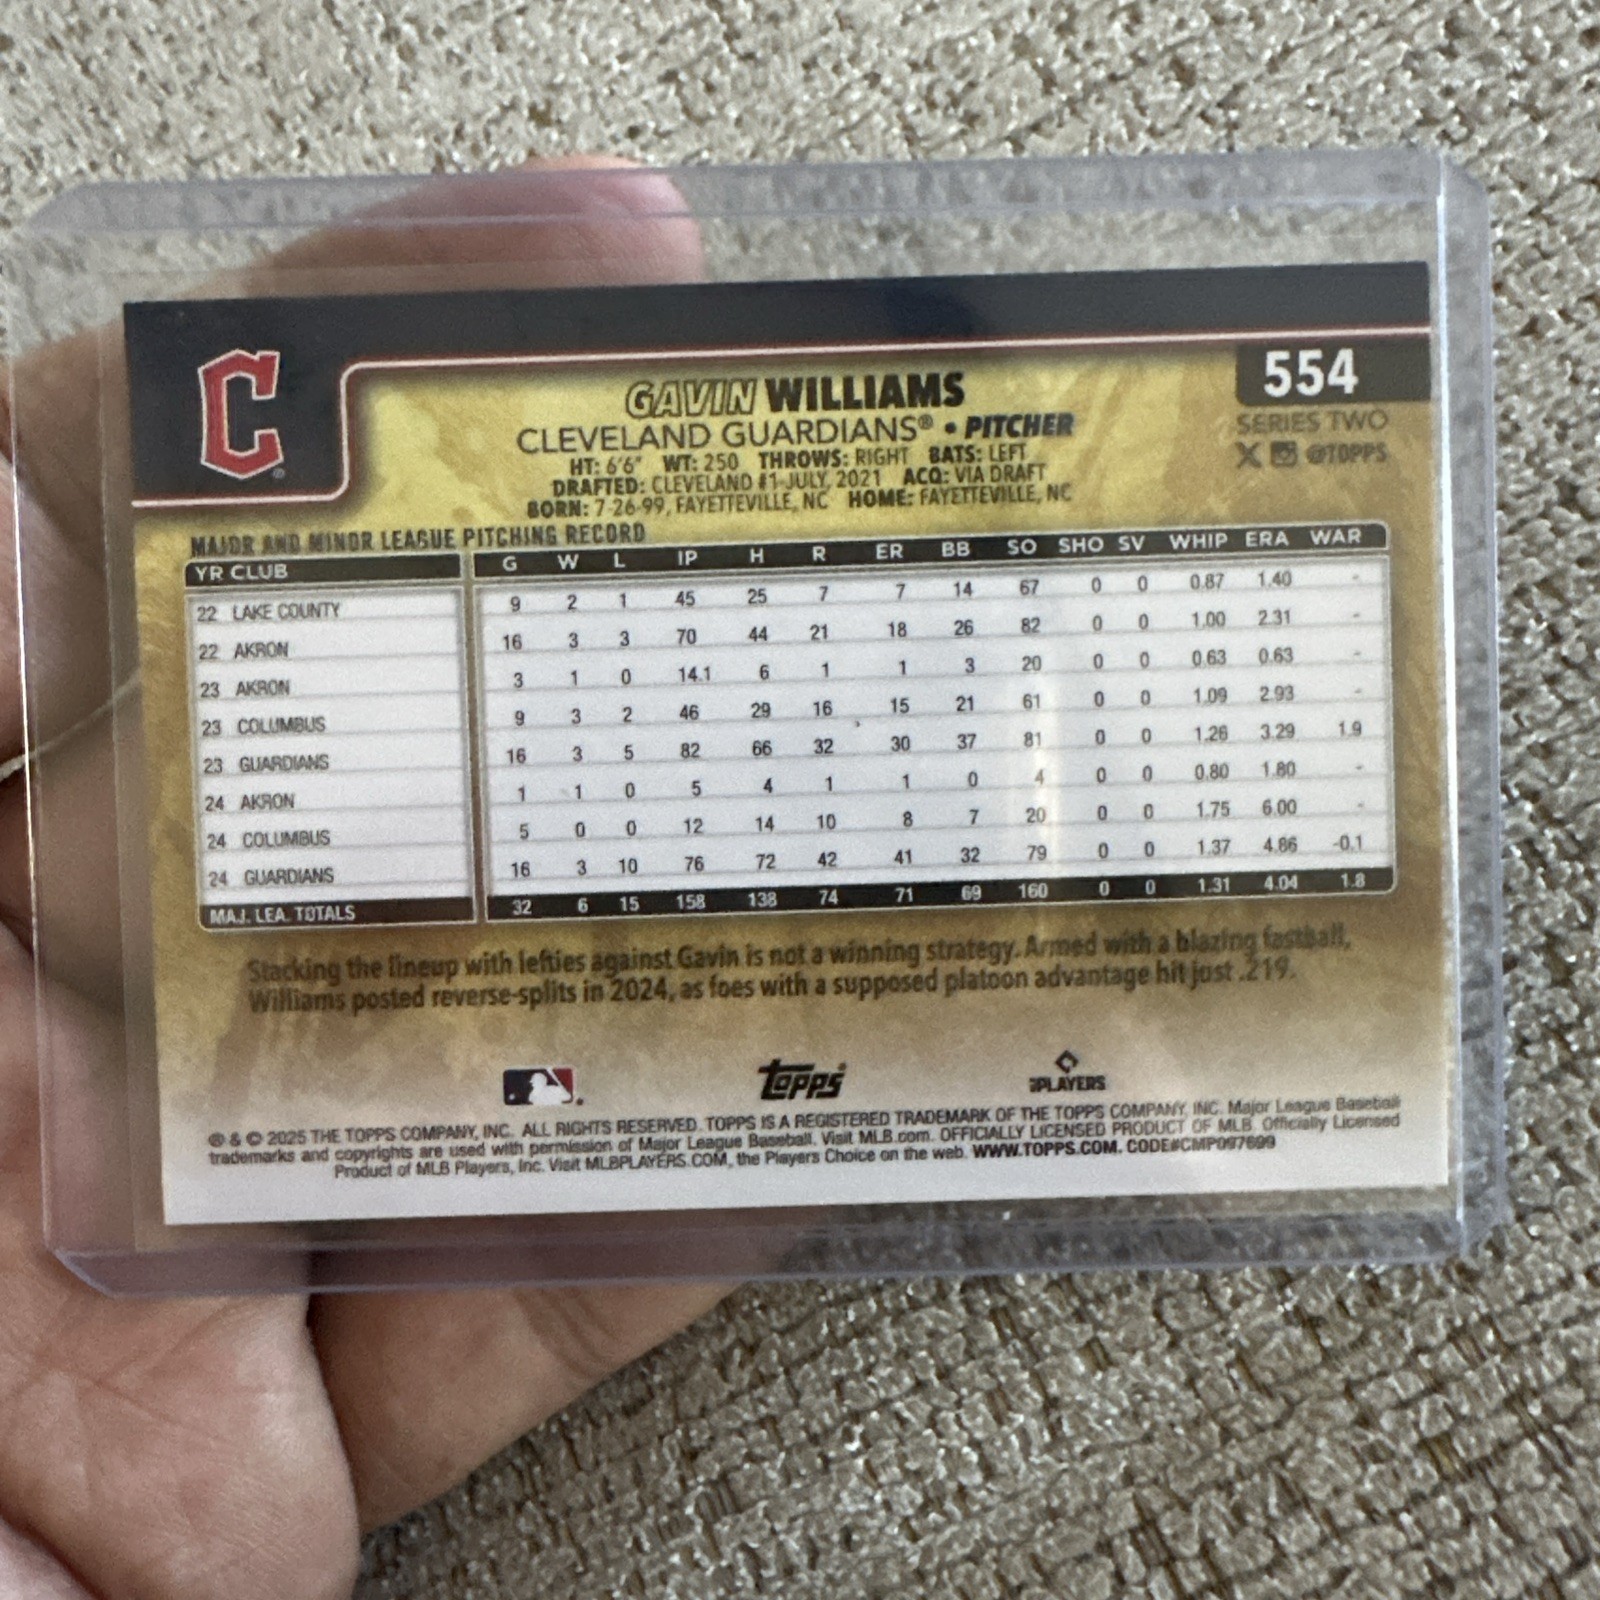 C
554
GAVIN WILLIAMS
CLEVELAND GUARDIANS® • PITCHER
SERIES TWO
@TOPPS
HT: 6'6" WT: 250 THROWS: RIGHT BATS: LEFT
DRAFTED: CLEVELAND #1-JULY, 2021 ACQ: VIA DRAFT
BORN: 7-26-99, FAYETTEVILLE, NC HOME: FAYETTEVILLE, NC
MAJOR AND MINOR LEAGUE PITCHING RECORD
YR CLUB G W L IP H R ER BB SO SHO SV WHIP ERA WAR
22 LAKE COUNTY 9 2 1 45 25 7 7 14 67 0 0 0.87 1.40 -
22 AKRON 16 3 3 70 44 21 18 26 82 0 0 1.00 2.31 -
23 AKRON 3 1 0 14.1 6 1 1 3 20 0 0 0.63 0.63 -
23 COLUMBUS 9 3 2 46 29 16 15 21 61 0 0 1.09 2.93 -
23 GUARDIANS 16 3 5 82 66 32 30 37 81 0 0 1.26 3.29 1.9
24 AKRON 1 1 0 5 4 1 1 0 4 0 0 0.80 1.80 -
24 COLUMBUS 5 0 0 12 14 10 8 7 20 0 0 1.75 6.00 -
24 GUARDIANS 16 3 10 76 72 42 41 32 79 0 0 1.37 4.86 -0.1
MAJ. LEA. TOTALS 32 6 15 158 138 74 71 69 160 0 0 1.31 4.04 1.8
Stacking the lineup with lefties against Gavin is not a winning strategy. Armed with a blazing fastball,
Williams posted reverse-splits in 2024, as foes with a supposed platoon advantage hit just .219.
topps
PLAYERS
® & © 2025 THE TOPPS COMPANY, INC. ALL RIGHTS RESERVED. TOPPS IS A REGISTERED TRADEMARK OF THE TOPPS COMPANY, INC. Major League Baseball
trademarks and copyrights are used with permission of Major League Baseball. Visit MLB.com. OFFICIALLY LICENSED PRODUCT OF MLB. Officially Licensed
Product of MLB Players, Inc. Visit MLBPLAYERS.COM, the Players Choice on the web. WWW.TOPPS.COM. CODE#CMP097699